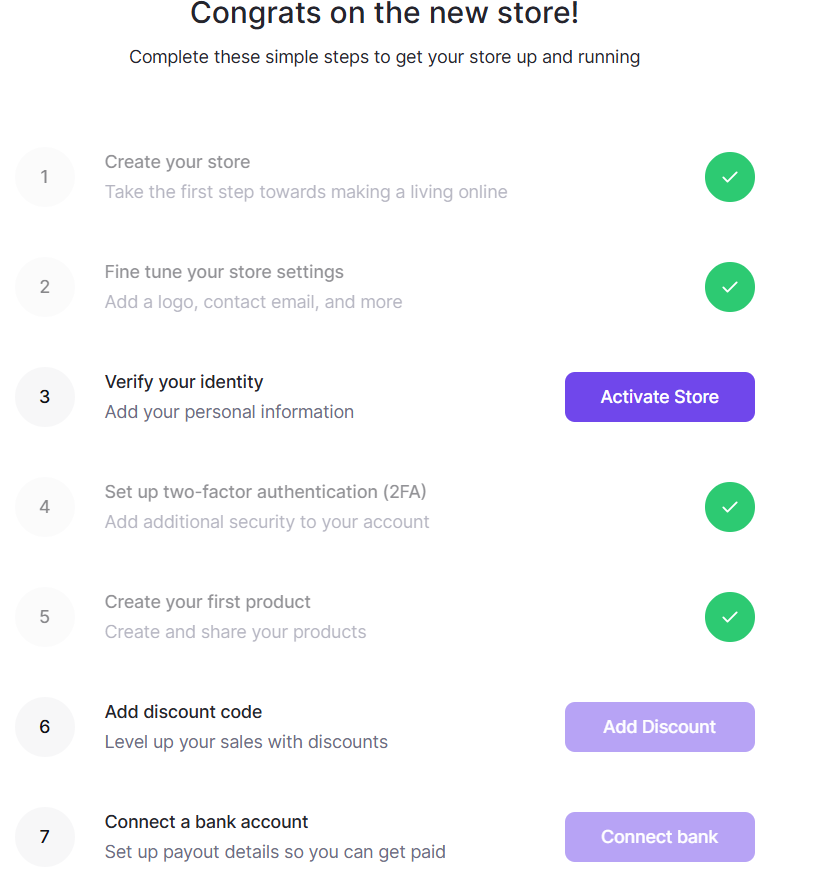 Congrats on the new store!
Complete these simple steps to get your store up and running
1
Create your store
Take the first step towards making a living online
2
Fine tune your store settings
Add a logo, contact email, and more
3
Verify your identity
Add your personal information
Activate Store
4
Set up two-factor authentication (2FA)
Add additional security to your account
5
Create your first product
Create and share your products
6
Add discount code
Level up your sales with discounts
Add Discount
7
Connect a bank account
Set up payout details so you can get paid
Connect bank